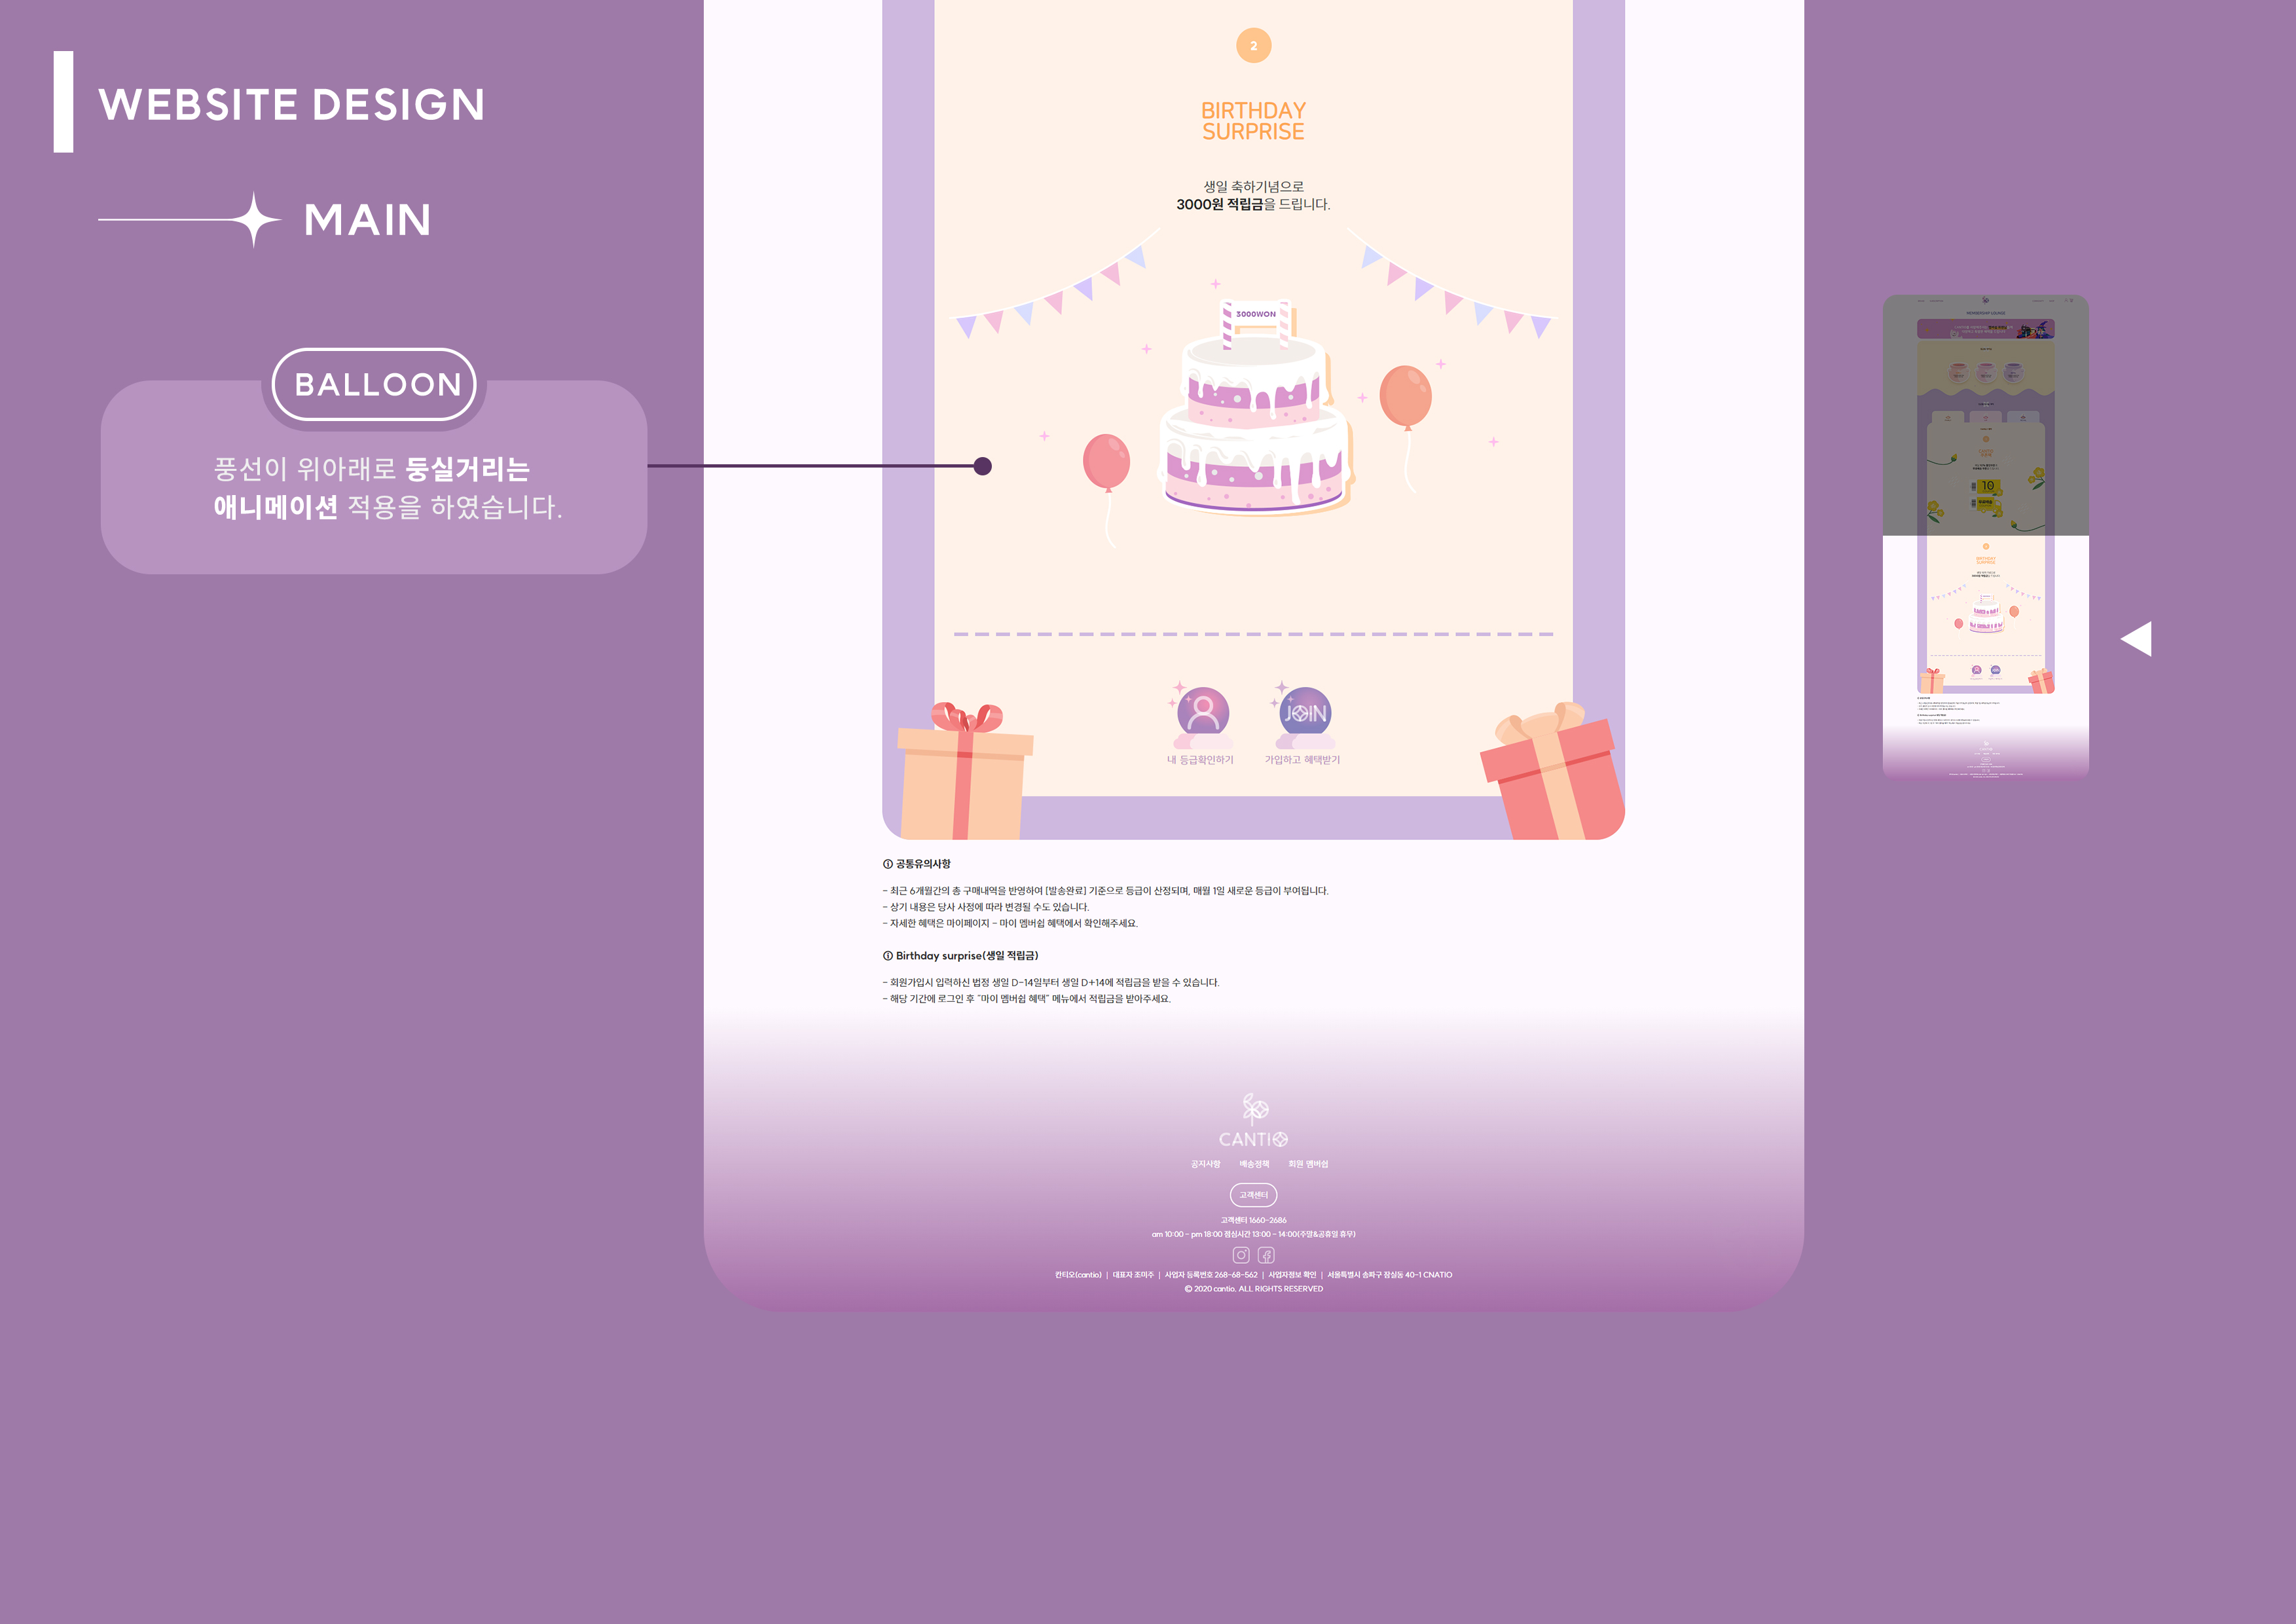 WEBSITE DESIGN
MAIN
BALLOON
풍선이 위아래로 둥실거리는
애니메이션 적용을 하였습니다.
2
BIRTHDAY
SURPRISE
생일 축하기념으로
3000원 적립금을 드립니다.
3000WON
JOIN
내 등급확인하기
가입하고 혜택받기
공통유의사항
- 최근 6개월간의 총 구매내역을 반영하여 [발송완료] 기준으로 등급이 산정되며, 매월 1일 새로운 등급이 부여됩니다.
- 상기 내용은 당사 사정에 따라 변경될 수도 있습니다.
- 자세한 혜택은 마이페이지 - 마이 멤버쉽 혜택에서 확인해주세요.
Birthday surprise(생일 적립금)
- 회원가입시 입력하신 법정 생일 D-14일부터 생일 D+14에 적립금을 받을 수 있습니다.
- 해당 기간에 로그인 후 "마이 멤버쉽 혜택" 메뉴에서 적립금을 받아주세요.
CANTIO
공지사항 배송정책 회원 멤버쉽
고객센터
고객센터 1660-2686
am 10:00 - pm 18:00 점심시간 13:00 - 14:00(주말&공휴일 휴무)
칸티오(cantio) | 대표자 조미주 | 사업자 등록번호 268-68-562 | 사업자정보 확인 | 서울특별시 송파구 잠실동 40-1 CNATIO
© 2020 cantio. ALL RIGHTS RESERVED